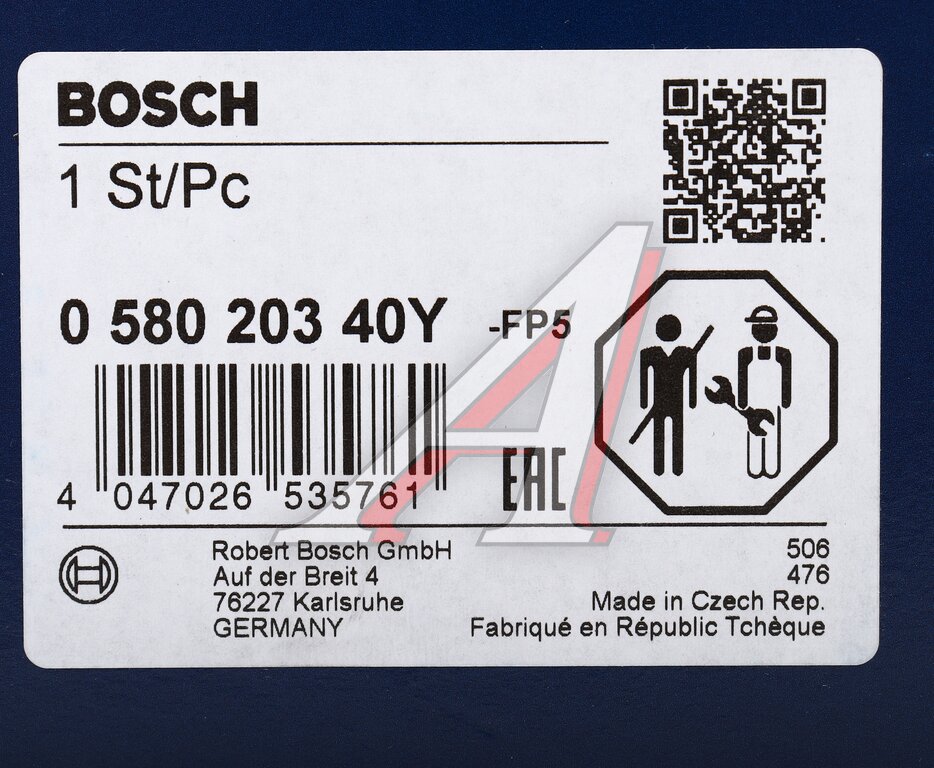 BOSCH
1 St/Pc
0 580 203 40Y -FP5
4 047026 535761
EAC
Robert Bosch GmbH
Auf der Breit 4
76227 Karlsruhe
GERMANY
506
476
Made in Czech Rep.
Fabriqué en Républic Tchèque